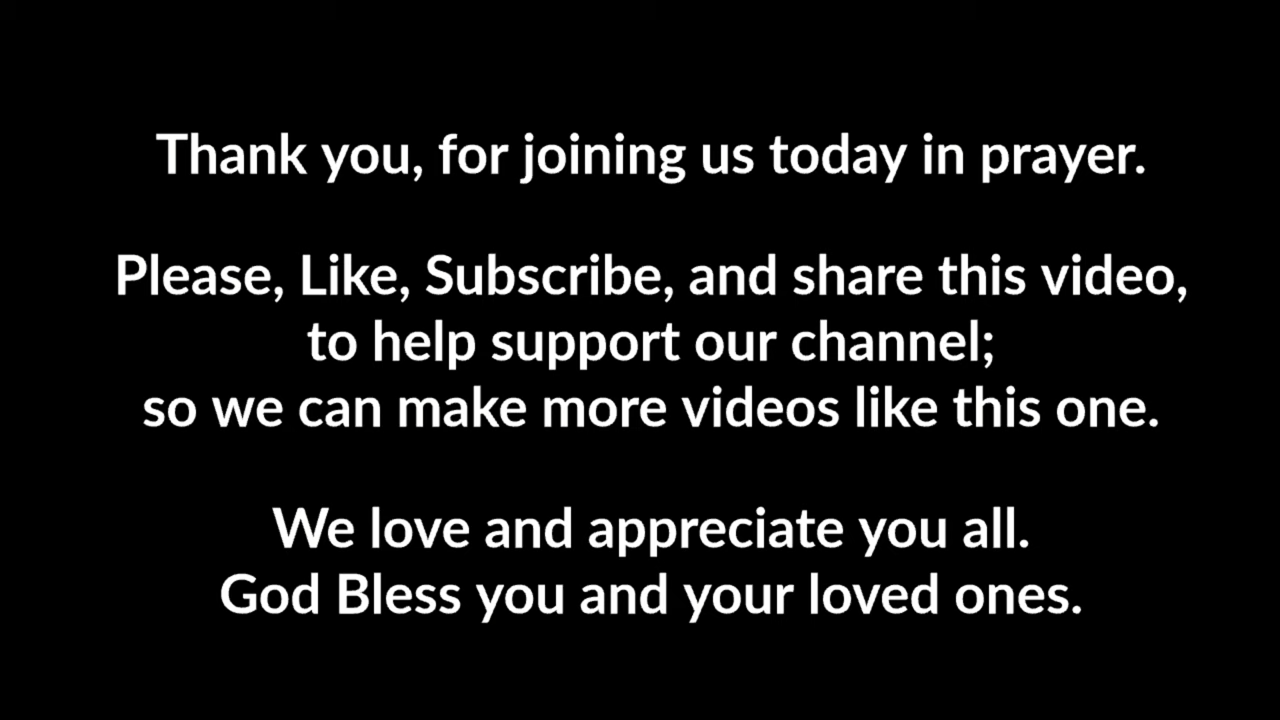 Thank you, for joining us today in prayer.
Please, Like, Subscribe, and share this video,
to help support our channel;
so we can make more videos like this one.
We love and appreciate you all.
God Bless you and your loved ones.